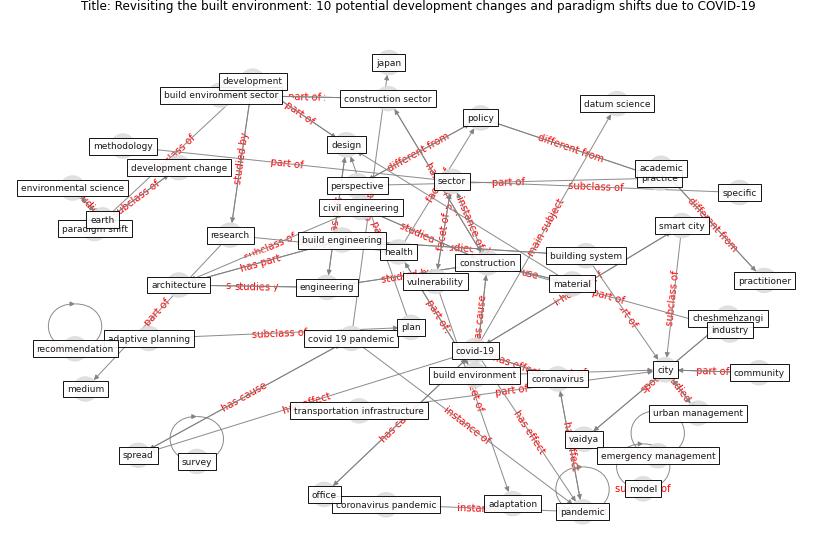 Title: Revisiting the built environment: 10 potential development changes and paradigm shifts due to COVID-19
japan
development
build environment sector
part of
construction sector
datum science
part of
policy
methodology
design
different from
different from
studied by
academic
practice
part of
development change
environmental science
perspective
sector
part of
subclass of
specific
subclass of
earth
paradigm shift
civil engineering
instance of
different from
main subject
facet of
smart city
research
build engineering
subclass of
health
building system
has part
construction
practitioner
architecture
studies
engineering
vulnerability
use
material
subclass of
part of
has cause
part of
part of
cheshmehzangi
plan
industry
recommendation
adaptive planning
subclass of
covid 19 pandemic
covid-19
has effect
city
part of
community
medium
build environment
coronavirus
has cause
has effect
part of
transportation infrastructure
urban management
instance of
has effect
vaidya
spread
survey
emergency management
office
model
coronavirus pandemic
adaptation
pandemic